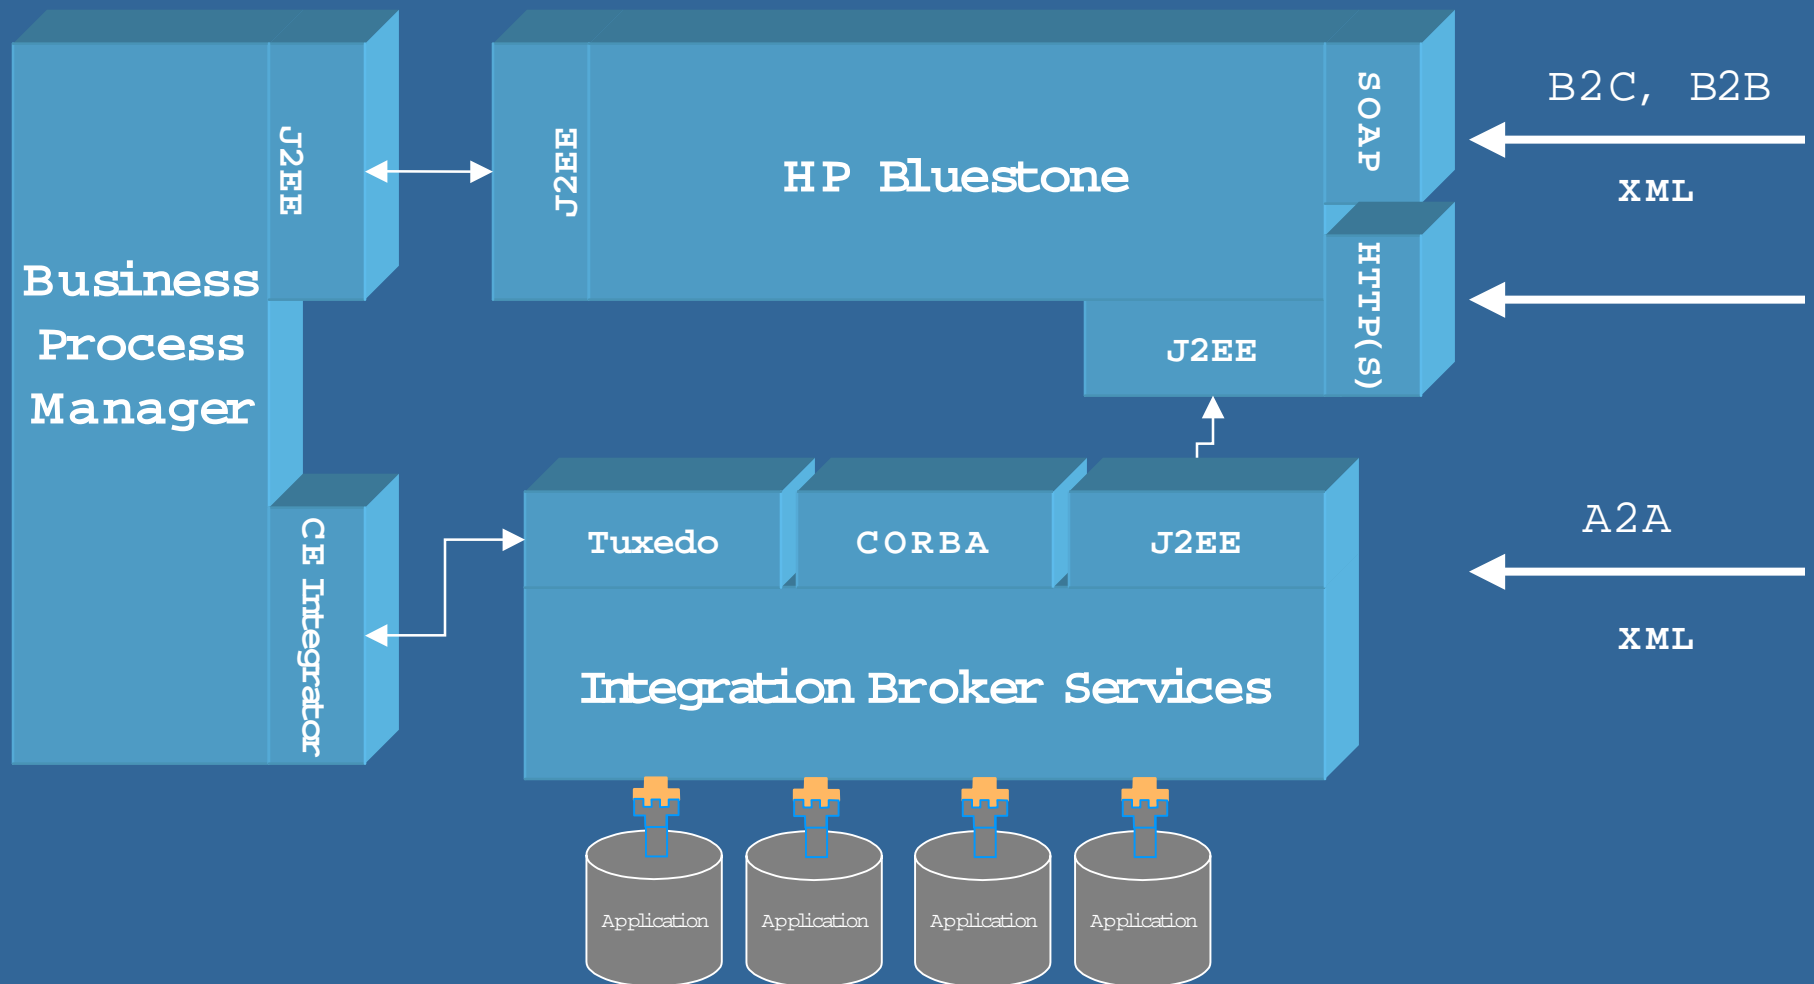 Business
Process
Manager
J2EE
CE Integrator
J2EE
HP Bluestone
SOAP
HTTP(S)
J2EE
B2C, B2B
XML
Tuxedo
CORBA
J2EE
Integration Broker Services
A2A
XML
Application
Application
Application
Application